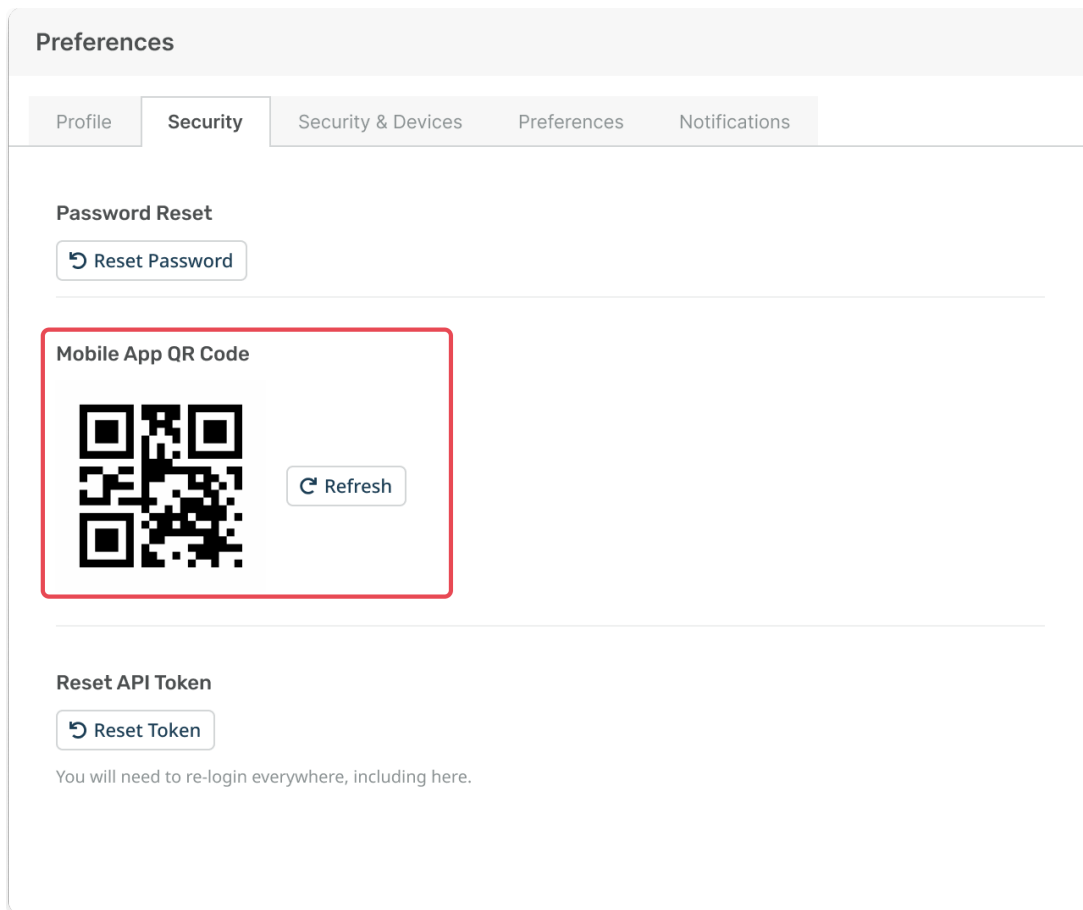 Preferences
Profile Security Security & Devices Preferences Notifications
Password Reset
Reset Password
Mobile App QR Code
Refresh
Reset API Token
Reset Token
You will need to re-login everywhere, including here.